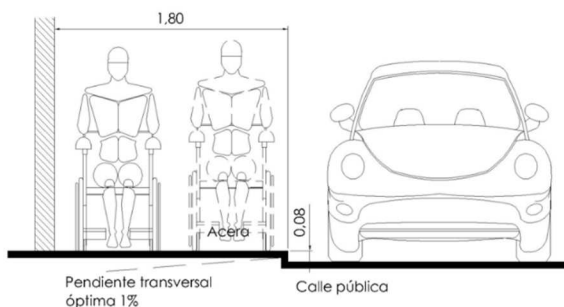 1,80
Acera
0,08
Pendiente transversal
óptima 1%
Calle pública